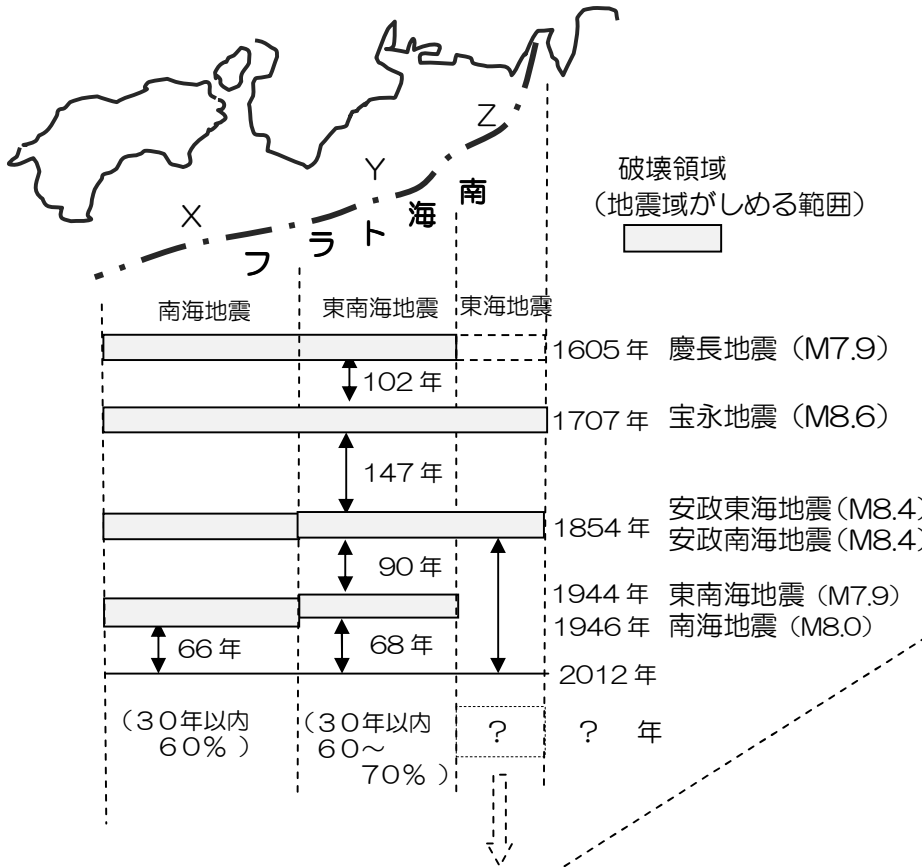 Z
Y
X
フラト海南
破壊領域
(地震域がしめる範囲)
南海地震
東南海地震
東海地震
1605年 慶長地震（M7.9）
102年
1707年 宝永地震（M8.6）
147年
安政東海地震（M8.4）
1854年
安政南海地震（M8.4）
90年
1944年 東南海地震（M7.9）
1946年 南海地震（M8.0）
66年
68年
2012年
（30年以内
60%）
（30年以内
60～
70%）
?
? 年